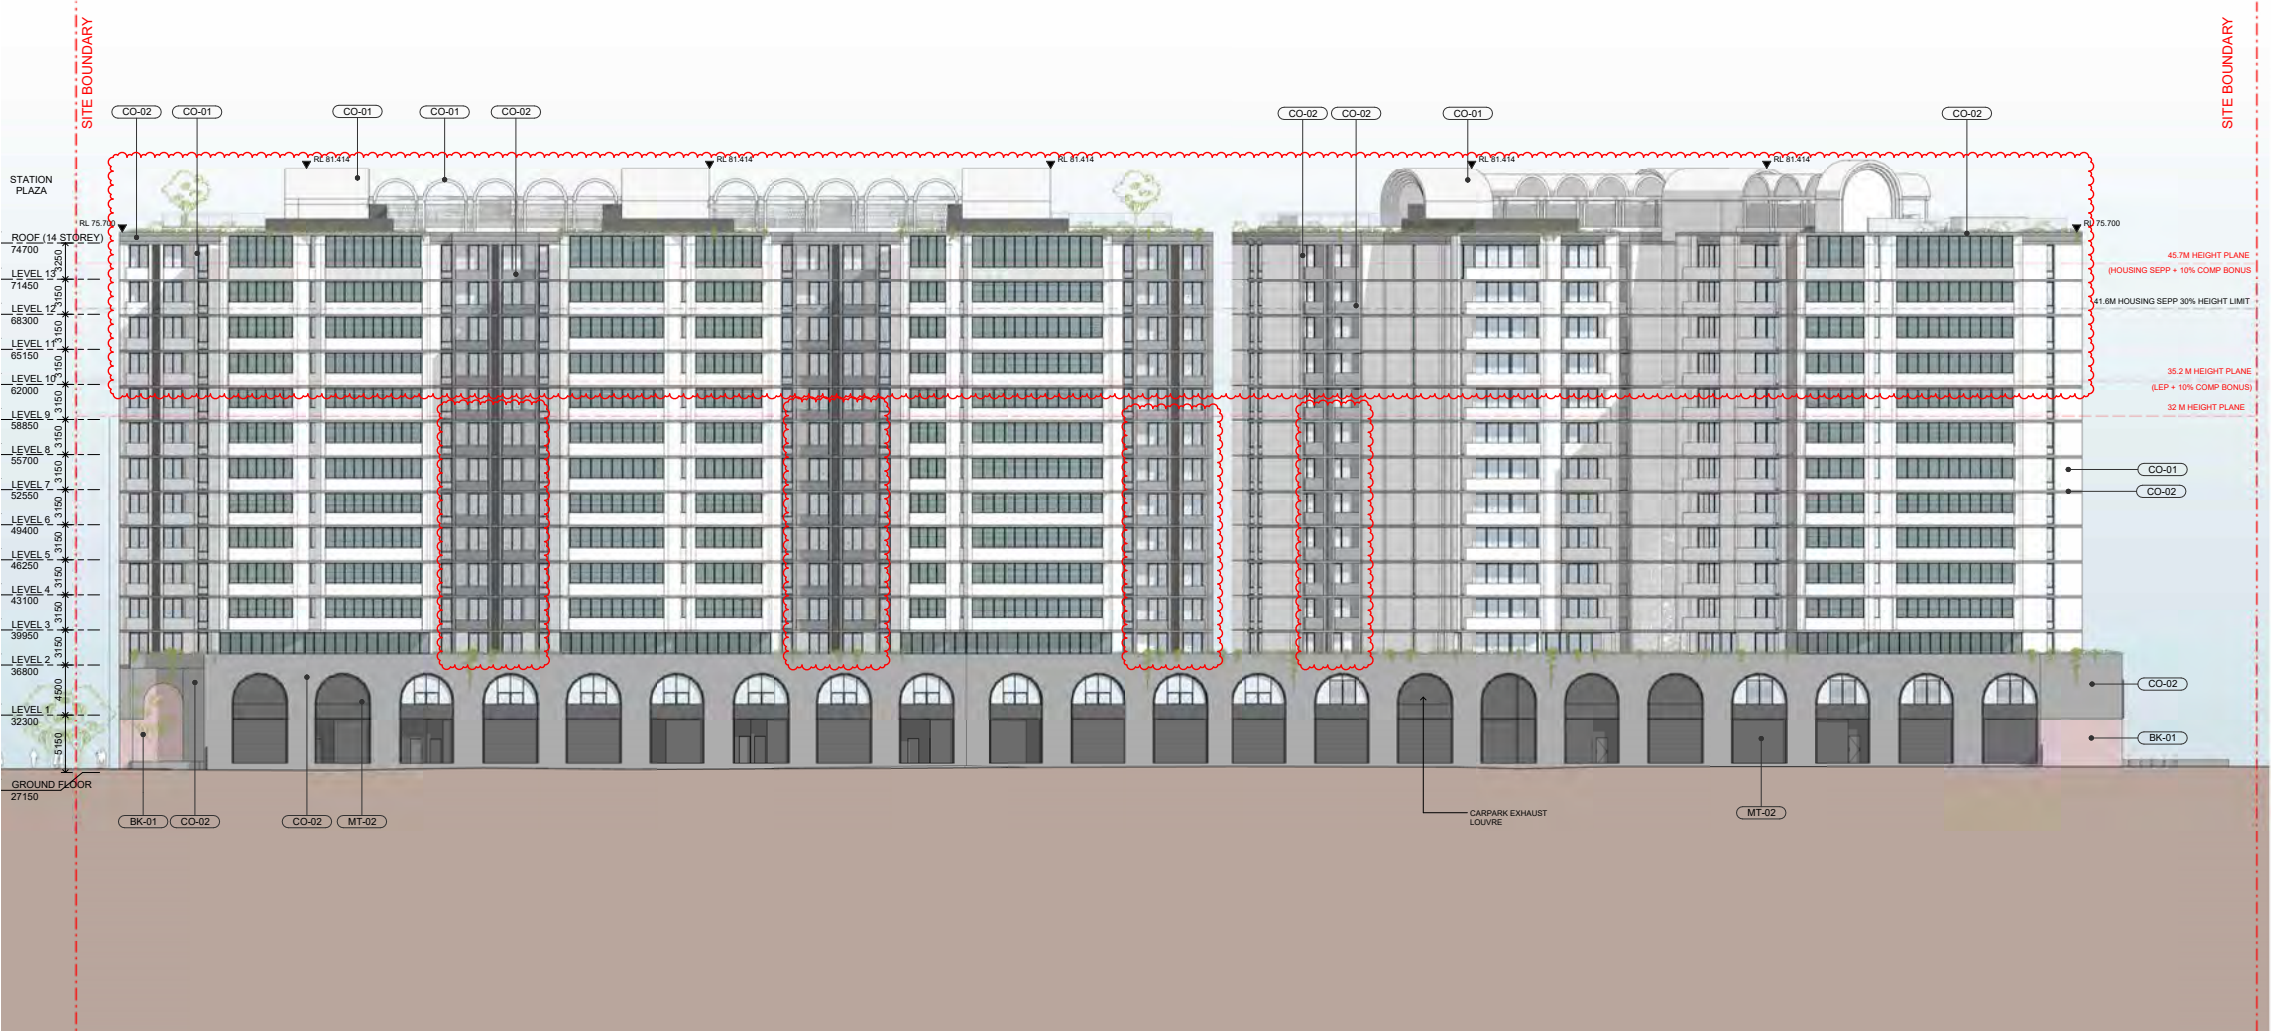 SITE BOUNDARY
SITE BOUNDARY
CO-02
CO-01
CO-01
CO-01
CO-02
CO-02
CO-02
CO-01
CO-02
RL 81.414
RL 81.414
RL 81.414
RL 81.414
RL 81.414
STATION
PLAZA
RL 75.700
RL 75.700
ROOF (14 STOREY)
74700
3250
LEVEL 13
71450
3150
LEVEL 12
68300
3150
LEVEL 11
65150
3150
LEVEL 10
62000
3150
LEVEL 9
58850
3150
LEVEL 8
55700
3150
LEVEL 7
52550
3150
LEVEL 6
49400
3150
LEVEL 5
46250
3150
LEVEL 4
43100
3150
LEVEL 3
39950
3150
LEVEL 2
36800
4500
LEVEL 1
32300
5150
GROUND FLOOR
27150
45.7M HEIGHT PLANE
(HOUSING SEPP + 10% COMP BONUS
41.6M HOUSING SEPP 30% HEIGHT LIMIT
35.2 M HEIGHT PLANE
(LEP + 10% COMP BONUS)
32 M HEIGHT PLANE
CO-01
CO-02
CO-02
BK-01
BK-01
CO-02
CO-02
MT-02
CARPARK EXHAUST
LOUVRE
MT-02